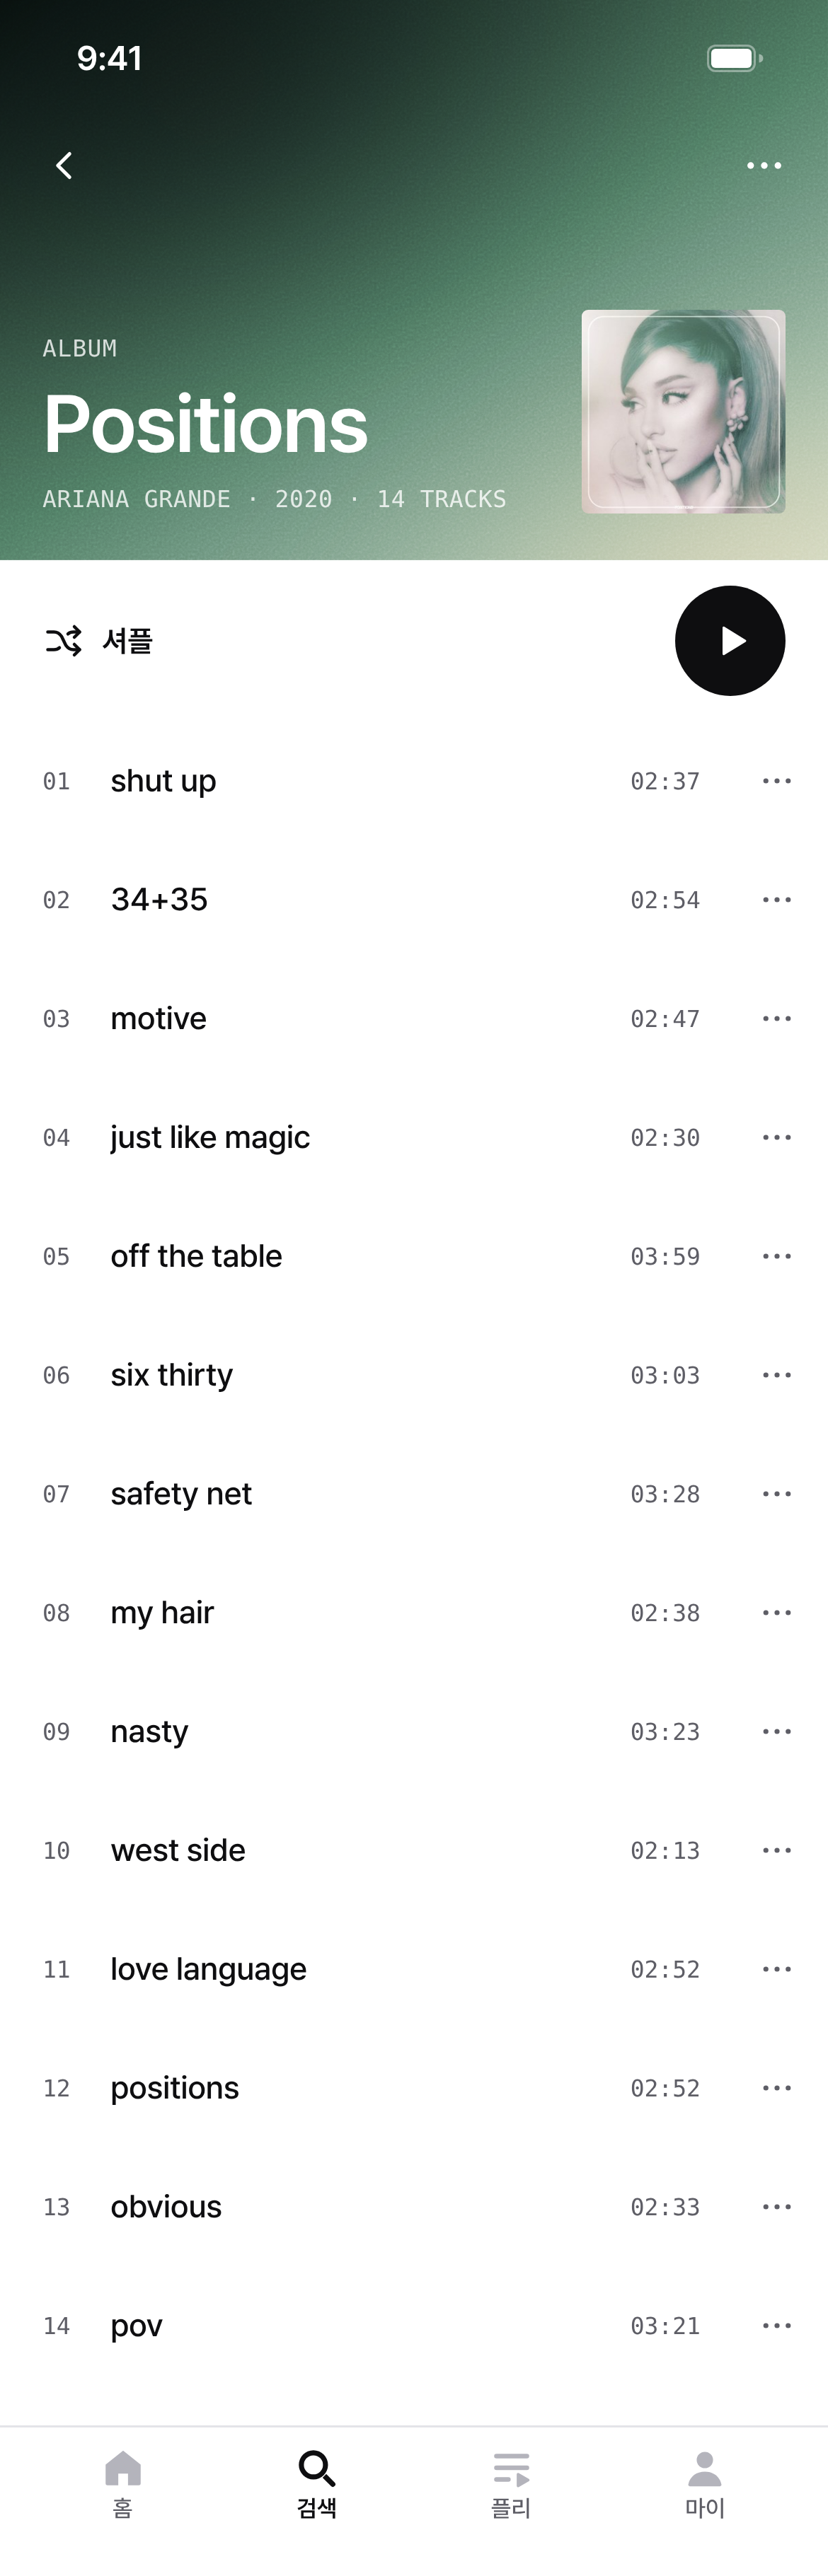 9:41
ALBUM
Positions
ARIANA GRANDE · 2020 · 14 TRACKS
셔플
01 shut up 02:37
02 34+35 02:54
03 motive 02:47
04 just like magic 02:30
05 off the table 03:59
06 six thirty 03:03
07 safety net 03:28
08 my hair 02:38
09 nasty 03:23
10 west side 02:13
11 love language 02:52
12 positions 02:52
13 obvious 02:33
14 pov 03:21
홈 검색 플리 마이